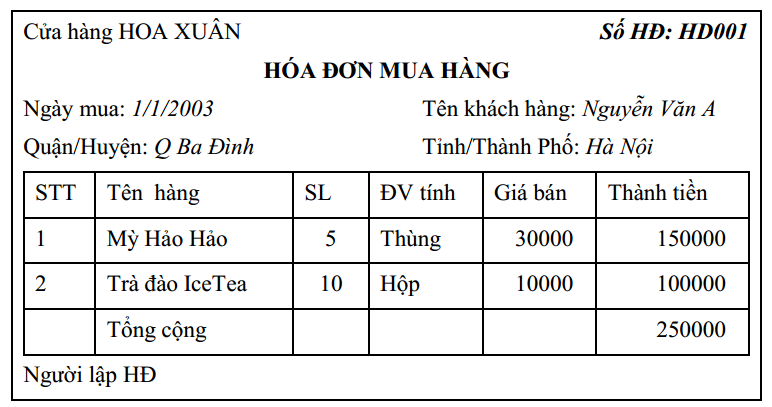 Cửa hàng HOA XUÂN Số HĐ: HD001
HÓA ĐƠN MUA HÀNG
Ngày mua: 1/1/2003 Tên khách hàng: Nguyễn Văn A
Quận/Huyện: Q Ba Đình Tỉnh/Thành Phố: Hà Nội
STT Tên hàng SL ĐV tính Giá bán Thành tiền
1 Mỳ Hảo Hảo 5 Thùng 30000 150000
2 Trà đào IceTea 10 Hộp 10000 100000
Tổng cộng 250000
Người lập HĐ